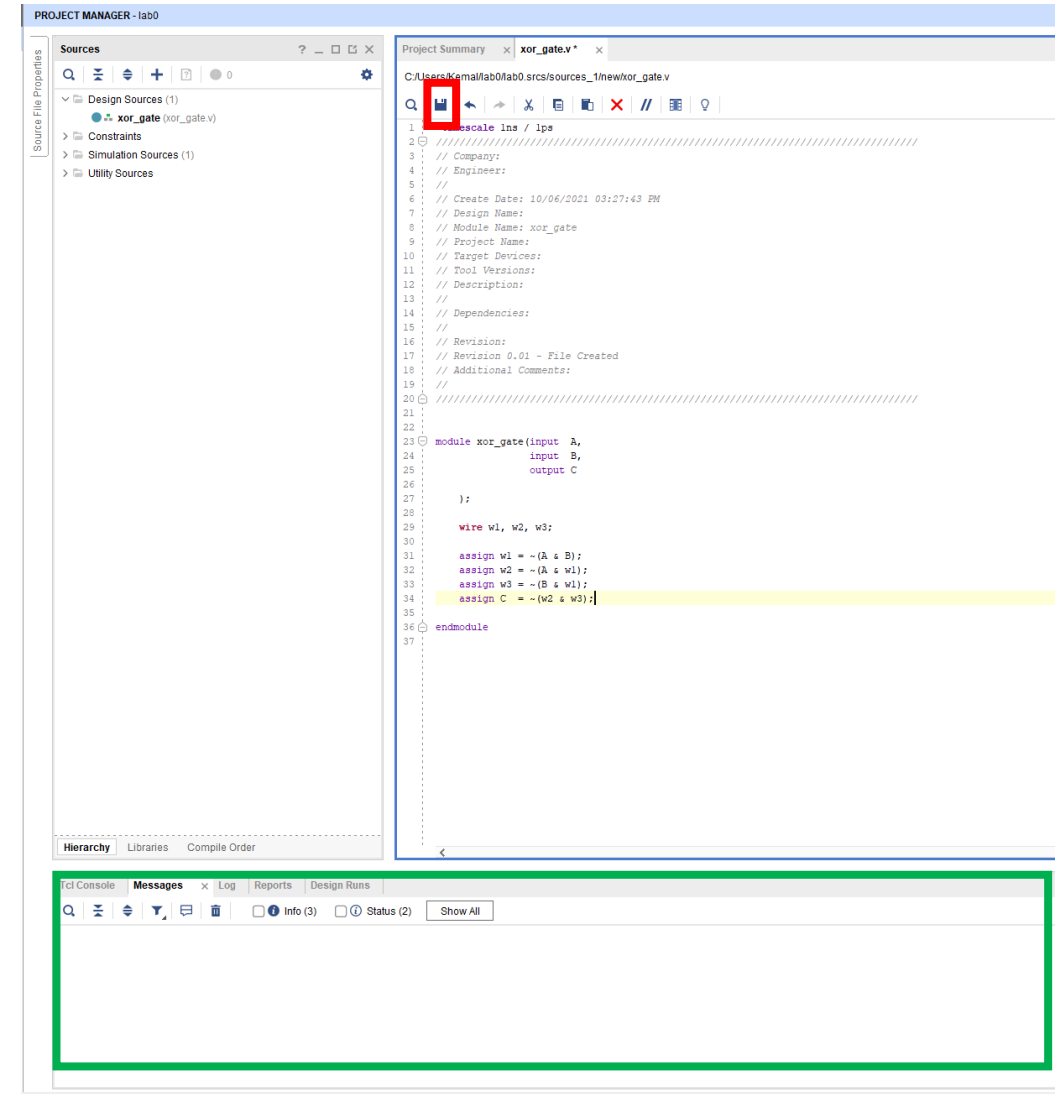 PROJECT MANAGER - lab0
Source File Properties
Sources
? _ □ X
0
Design Sources (1)
xor_gate (xor_gate.v)
Constraints
Simulation Sources (1)
Utility Sources
Hierarchy Libraries Compile Order
Project Summary x xor_gate.v * x
C:/Users/Kemal/lab0/lab0.srcs/sources_1/new/xor_gate.v
1 scale 1ns / 1ps
2 //////////////////////////////////////////////////////////////////////////////////
3 // Company:
4 // Engineer:
5 //
6 // Create Date: 10/06/2021 03:27:43 PM
7 // Design Name:
8 // Module Name: xor_gate
9 // Project Name:
10 // Target Devices:
11 // Tool Versions:
12 // Description:
13 //
14 // Dependencies:
15 //
16 // Revision:
17 // Revision 0.01 - File Created
18 // Additional Comments:
19 //
20 //////////////////////////////////////////////////////////////////////////////////
21
22
23 module xor_gate(input A,
24 input B,
25 output C
26
27 );
28
29 wire w1, w2, w3;
30
31 assign w1 = ~(A & B);
32 assign w2 = ~(A & w1);
33 assign w3 = ~(B & w1);
34 assign C = ~(w2 & w3);
35
36 endmodule
37
Tcl Console Messages x Log Reports Design Runs
Info (3) Status (2) Show All